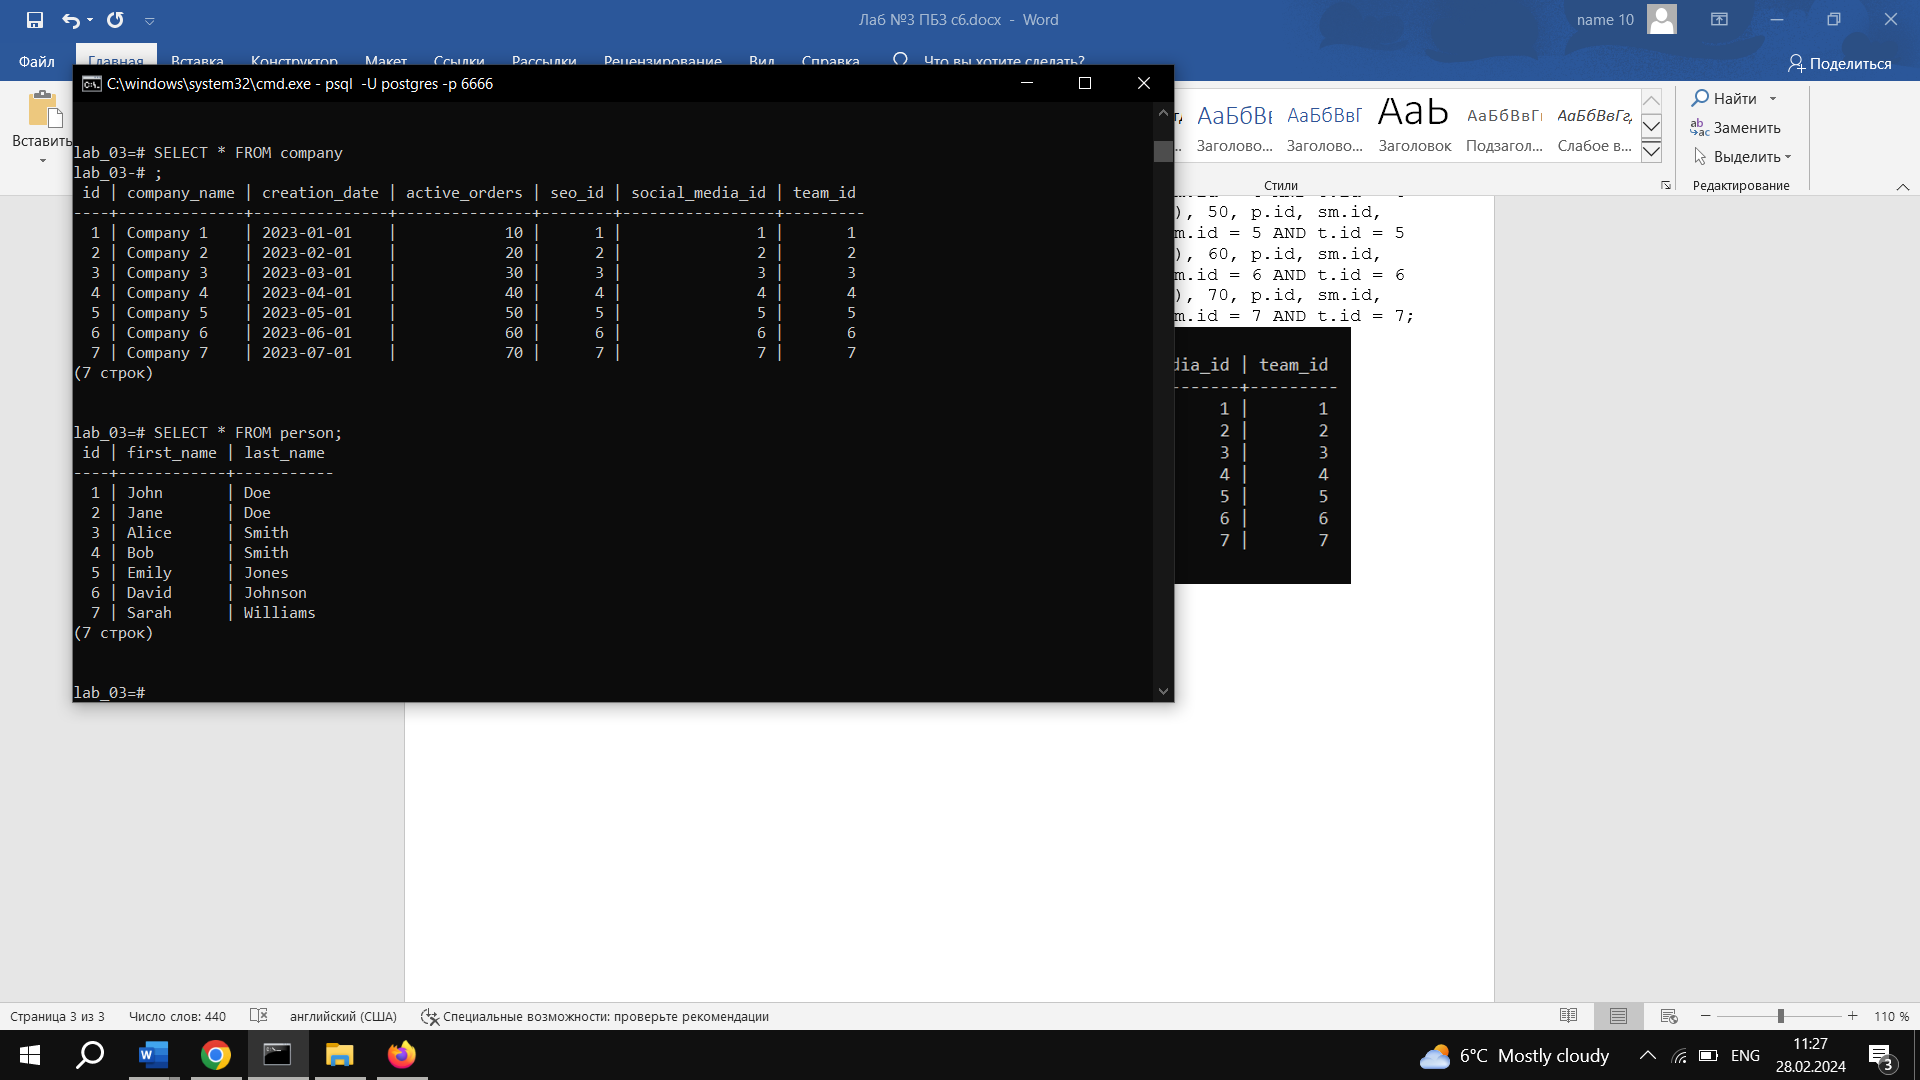 Лаб №3 ПБЗ с6.docx - Word
name 10
Файл
Главная
Вставка
Конструктор
Макет
Ссылки
Рассылки
Рецензирование
Вид
Справка
Что вы хотите сделать?
Поделиться
C:\windows\system32\cmd.exe - psql -U postgres -p 6666
Вставить
АаБбВ
АаБбВвГ
АаЬ
АаБбВвГг
АаБбВвГг,
Заголово...
Заголово...
Заголовок
Подзагол...
Слабое в...
Стили
Найти
Заменить
Выделить
Редактирование
lab_03=# SELECT * FROM company
lab_03-# ;
id | company_name | creation_date | active_orders | seo_id | social_media_id | team_id
----+--------------+---------------+---------------+--------+-----------------+---------
1 | Company 1 | 2023-01-01 | 10 | 1 | 1 | 1
2 | Company 2 | 2023-02-01 | 20 | 2 | 2 | 2
3 | Company 3 | 2023-03-01 | 30 | 3 | 3 | 3
4 | Company 4 | 2023-04-01 | 40 | 4 | 4 | 4
5 | Company 5 | 2023-05-01 | 50 | 5 | 5 | 5
6 | Company 6 | 2023-06-01 | 60 | 6 | 6 | 6
7 | Company 7 | 2023-07-01 | 70 | 7 | 7 | 7
(7 строк)
lab_03=# SELECT * FROM person;
id | first_name | last_name
----+------------+-----------
1 | John | Doe
2 | Jane | Doe
3 | Alice | Smith
4 | Bob | Smith
5 | Emily | Jones
6 | David | Johnson
7 | Sarah | Williams
(7 строк)
lab_03=#
), 50, p.id, sm.id,
m.id = 5 AND t.id = 5
), 60, p.id, sm.id,
m.id = 6 AND t.id = 6
), 70, p.id, sm.id,
m.id = 7 AND t.id = 7;
dia_id | team_id
-------+---------
1 | 1
2 | 2
3 | 3
4 | 4
5 | 5
6 | 6
7 | 7
Страница 3 из 3
Число слов: 440
английский (США)
Специальные возможности: проверьте рекомендации
110 %
6°C Mostly cloudy
ENG
11:27
28.02.2024
3